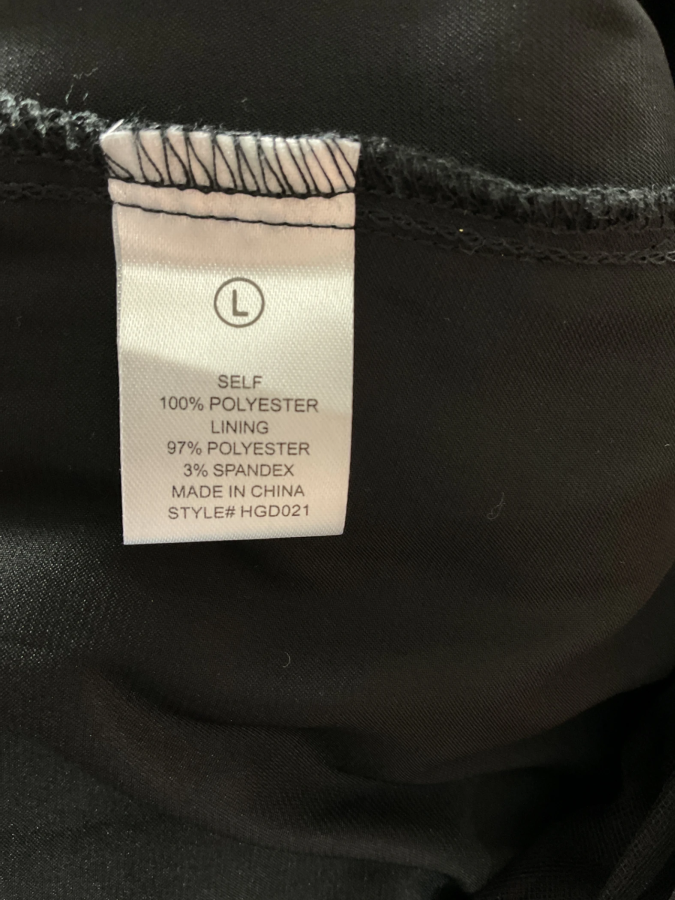 L
SELF
100% POLYESTER
LINING
97% POLYESTER
3% SPANDEX
MADE IN CHINA
STYLE# HGD021